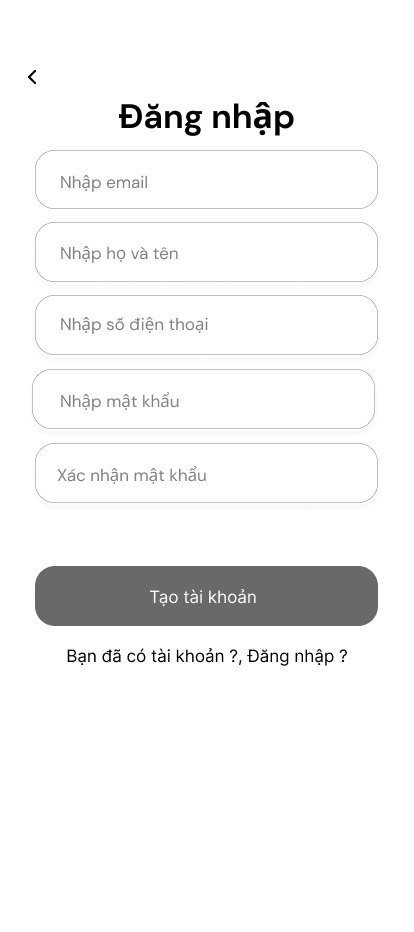 Đăng nhập
Nhập email
Nhập họ và tên
Nhập số điện thoại
Nhập mật khẩu
Xác nhận mật khẩu
Tạo tài khoản
Bạn đã có tài khoản ?, Đăng nhập ?